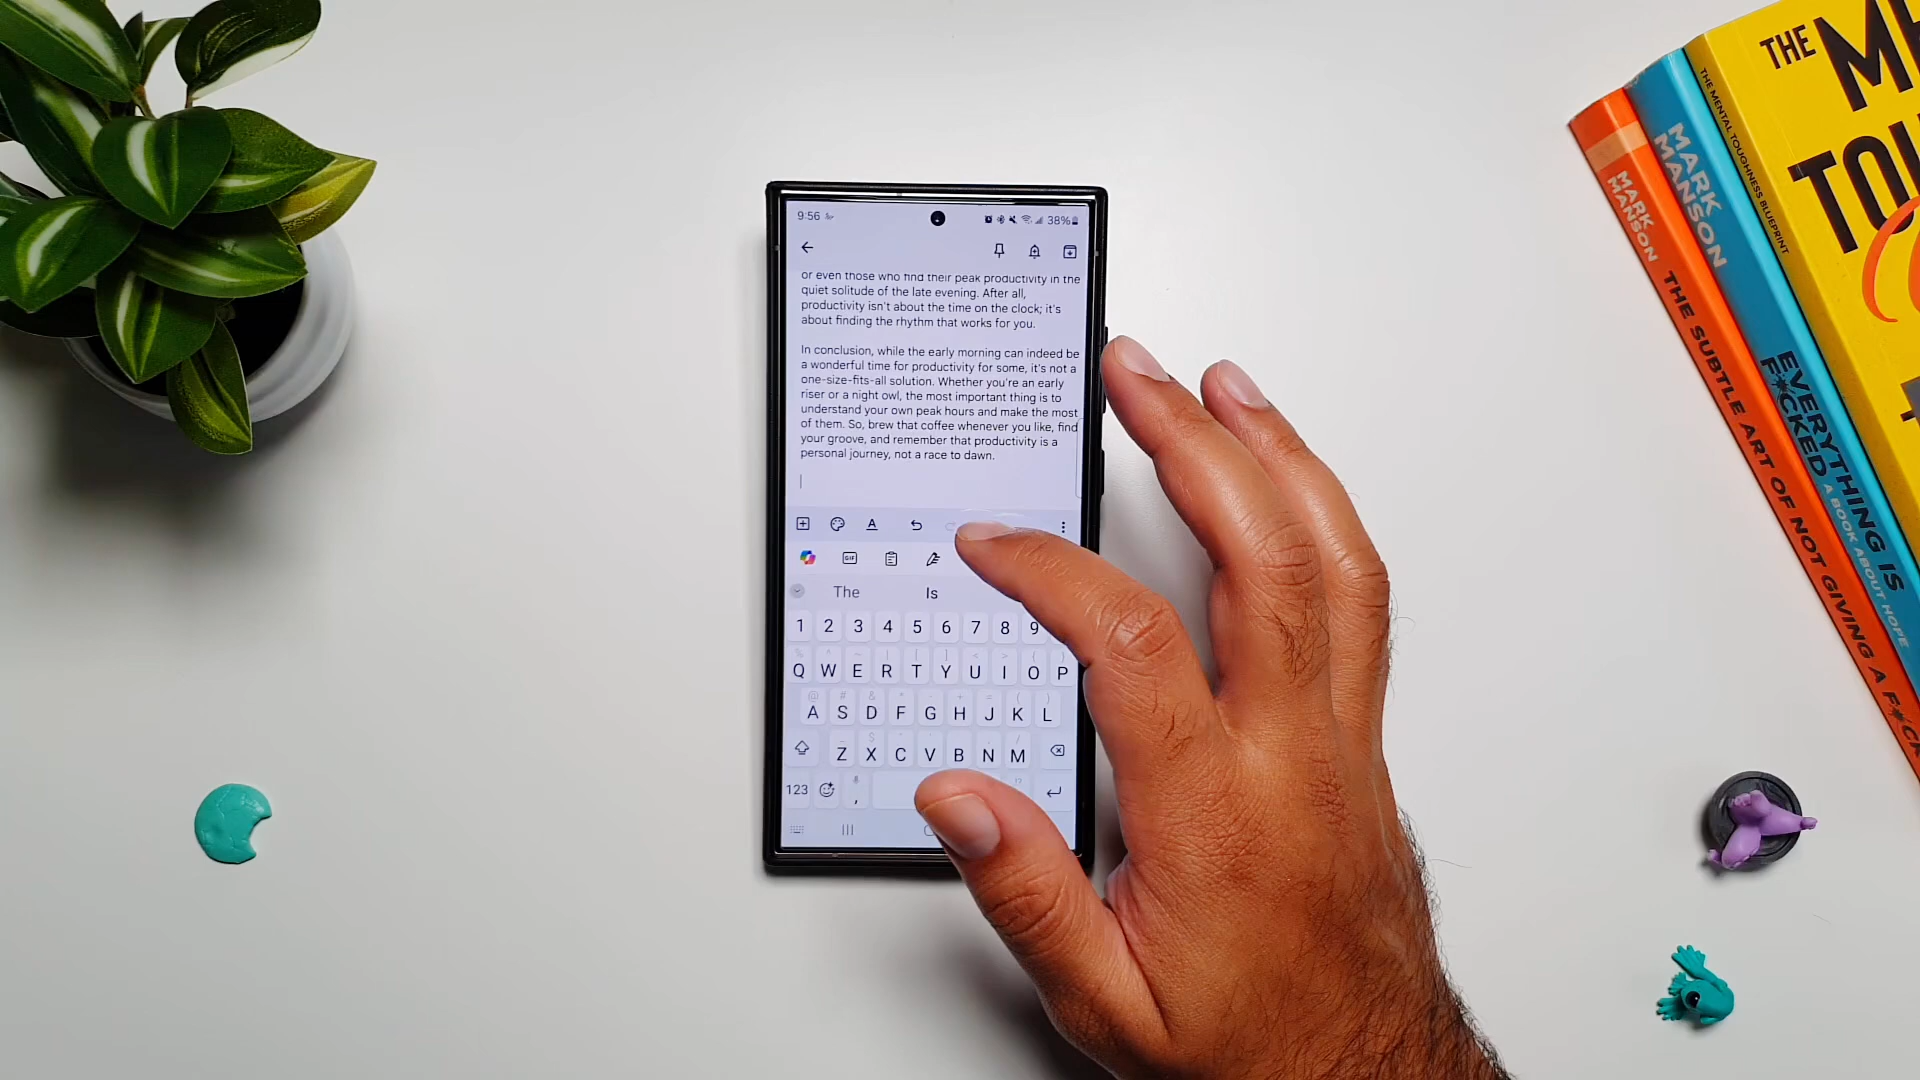 9:56
38%
or even those who find their peak productivity in the
quiet solitude of the late evening. After all,
productivity isn't about the time on the clock; it's
about finding the rhythm that works for you.
In conclusion, while the early morning can indeed be
a wonderful time for productivity for some, it's not a
one-size-fits-all solution. Whether you're an early
riser or a night owl, the most important thing is to
understand your own peak hours and make the most
of them. So, brew that coffee whenever you like, find
your groove, and remember that productivity is a
personal journey, not a race to dawn.
A
GIF
The Is
1 2 3 4 5 6 7 8 9
Q W E R T Y U I O P
A S D F G H J K L
Z X C V B N M
123 , !?
MARK
MANSON
THE SUBTLE ART OF NOT GIVING A F*CK
MARK
MANSON
EVERYTHING IS
F*CKED
A BOOK ABOUT HOPE
THE MENTAL TOUGHNESS BLUEPRINT
THE